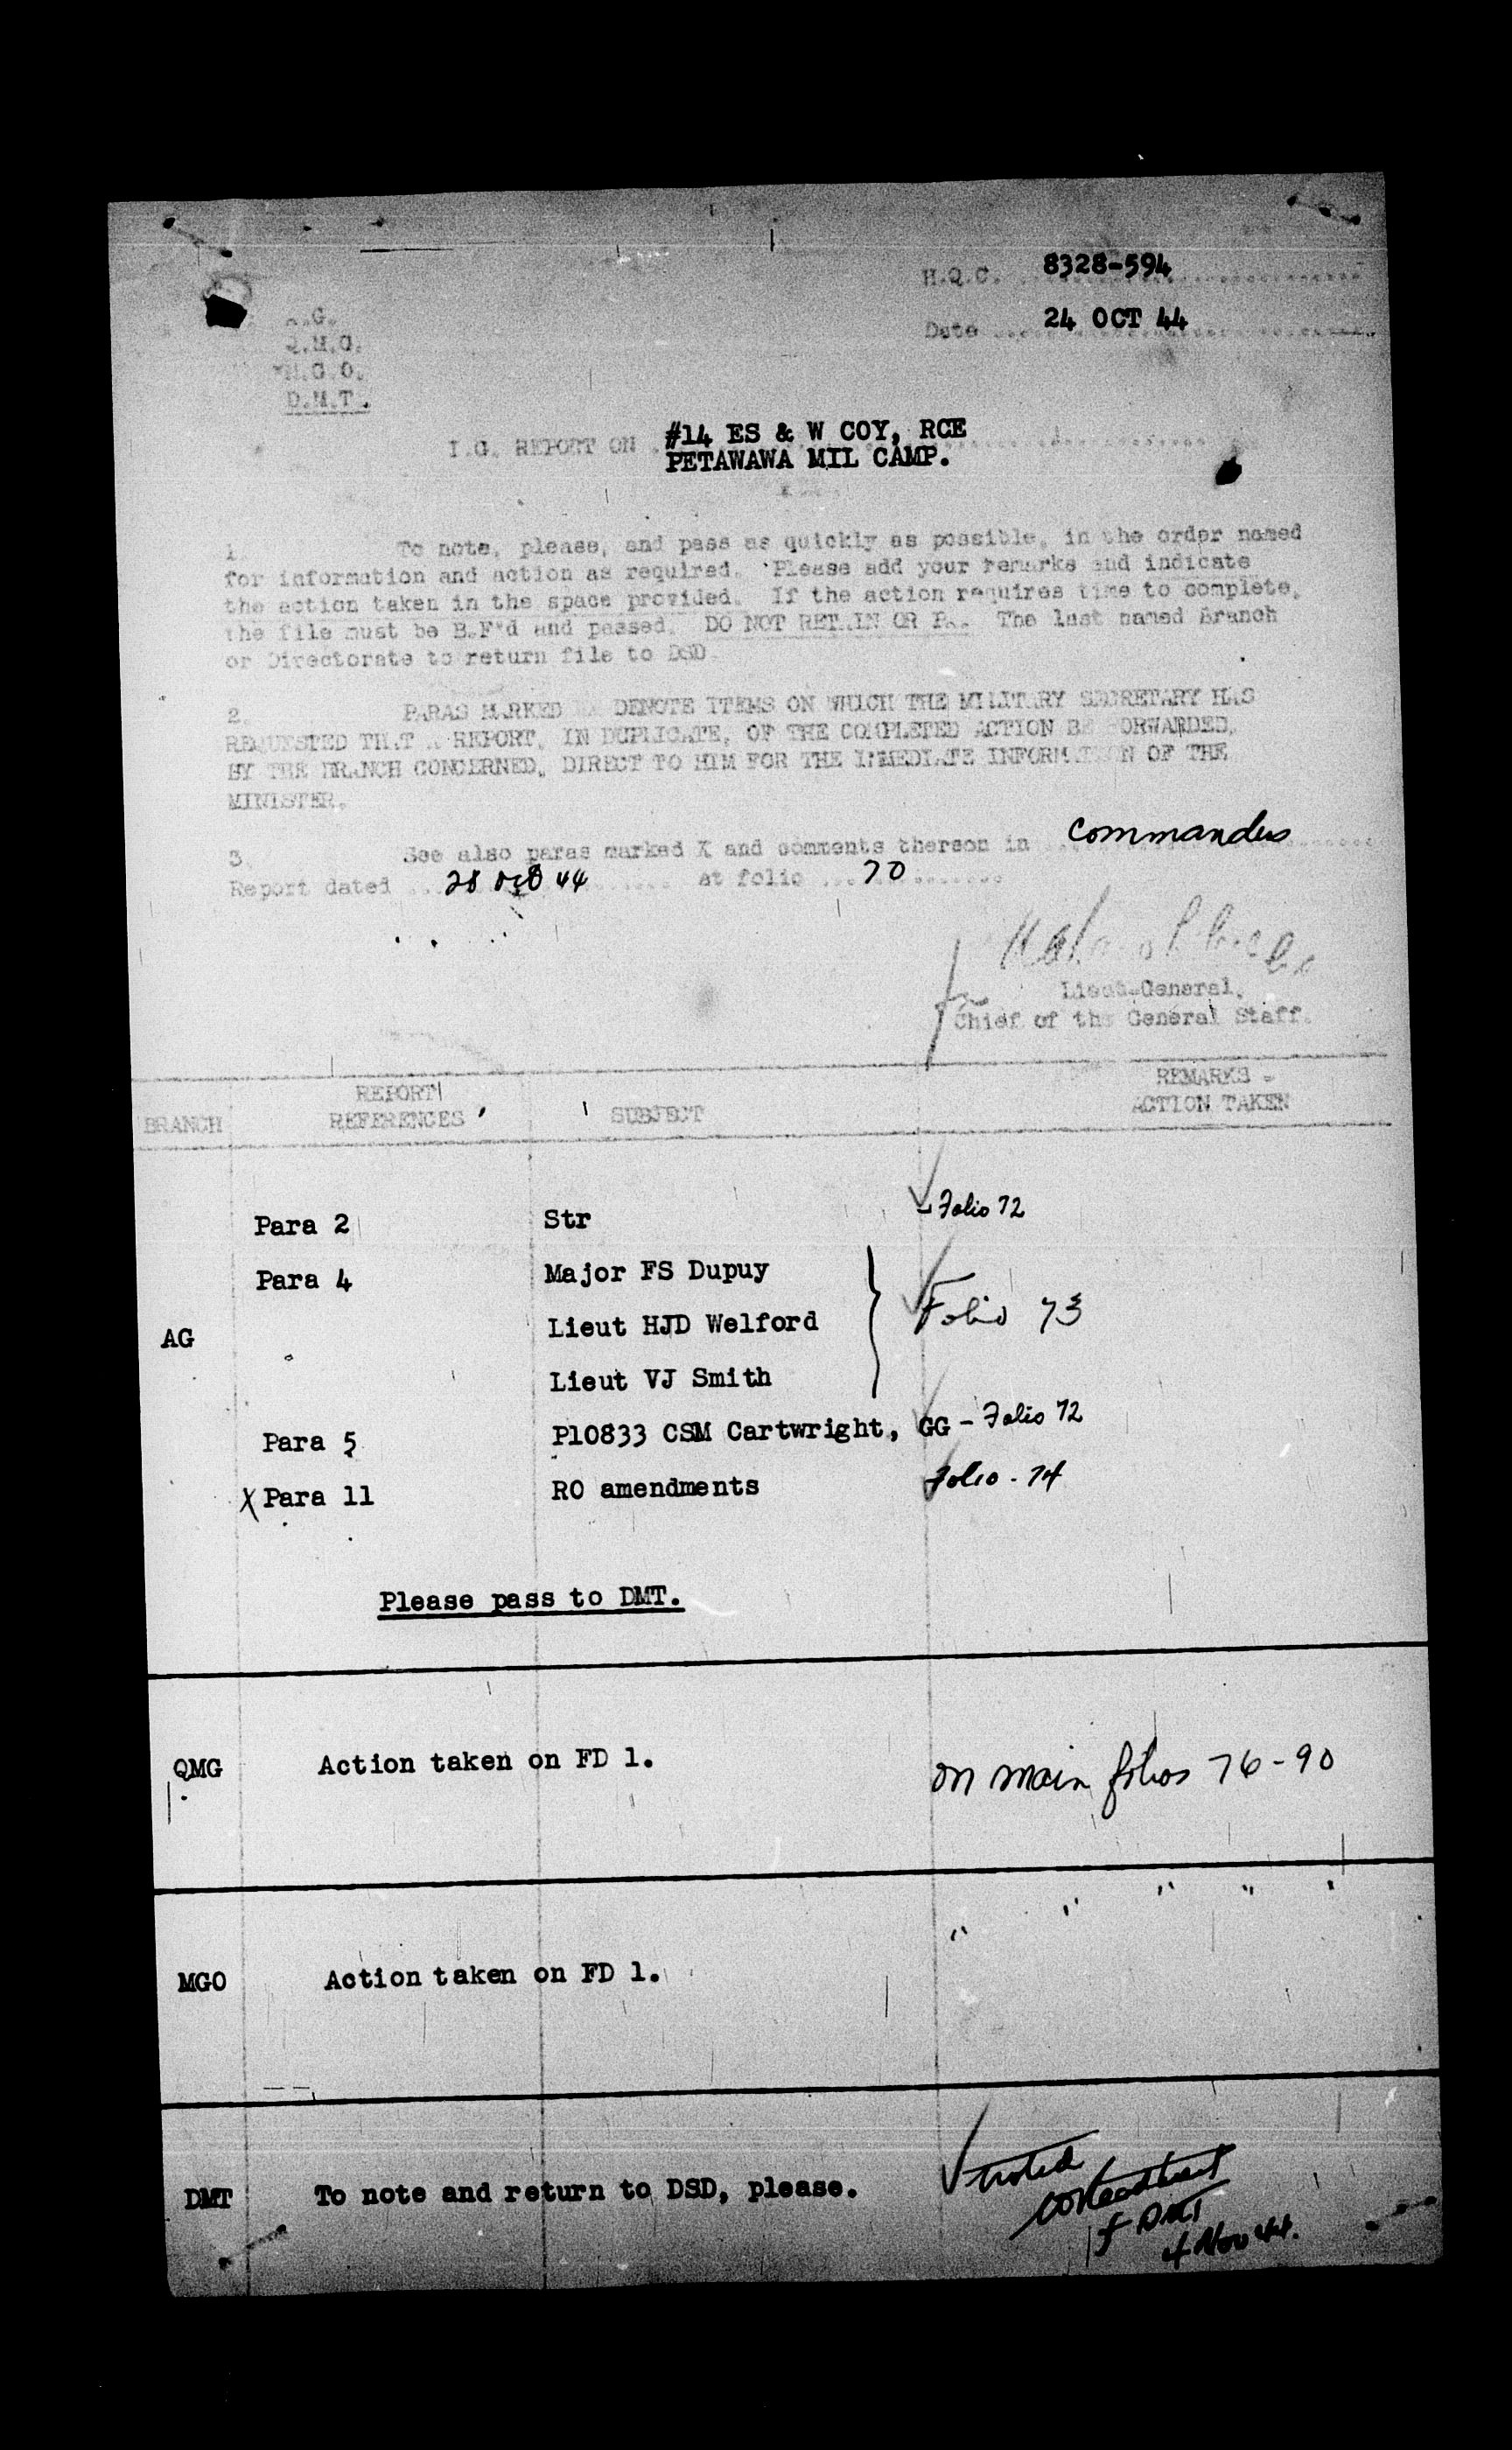 H.Q.C. 8328-594
Date 24 OCT 44
A.G.
Q.M.G.
M.G.O.
D.M.T.
I.G. REPORT ON #14 ES & W COY, RCE
PETAWAWA MIL CAMP.
1. To note, please, and pass as quickly as possible, in the order named
for information and action as required. Please add your remarks and indicate
the action taken in the space provided. If the action requires time to complete,
the file must be B.F'd and passed. DO NOT RETAIN OR P.A. The last named Branch
or Directorate to return file to DSD.
2. PARAS MARKED DENOTE ITEMS ON WHICH THE MILITARY SECRETARY HAS
REQUESTED THAT A REPORT, IN DUPLICATE, OF THE COMPLETED ACTION BE FORWARDED,
BY THE BRANCH CONCERNED, DIRECT TO HIM FOR THE IMMEDIATE INFORMATION OF THE
MINISTER.
3. See also paras marked X and comments thereon in Commanders
Report dated 28 Oct 44 at folio 70
for
Lieut-General,
Chief of the General Staff.
BRANCH REPORT REFERENCES SUBJECT REMARKS - ACTION TAKEN
Para 2 Str - Folio 72
Para 4 Major FS Dupuy
AG Lieut HJD Welford Folio 73
Lieut VJ Smith
Para 5 P10833 CSM Cartwright, GG - Folio 72
X Para 11 RO amendments Folio - 74
Please pass to DMT.
QMG Action taken on FD 1. on main folios 76-90
MGO Action taken on FD 1. " " " " "
DMT To note and return to DSD, please. noted
f DMT
4 Nov 44.